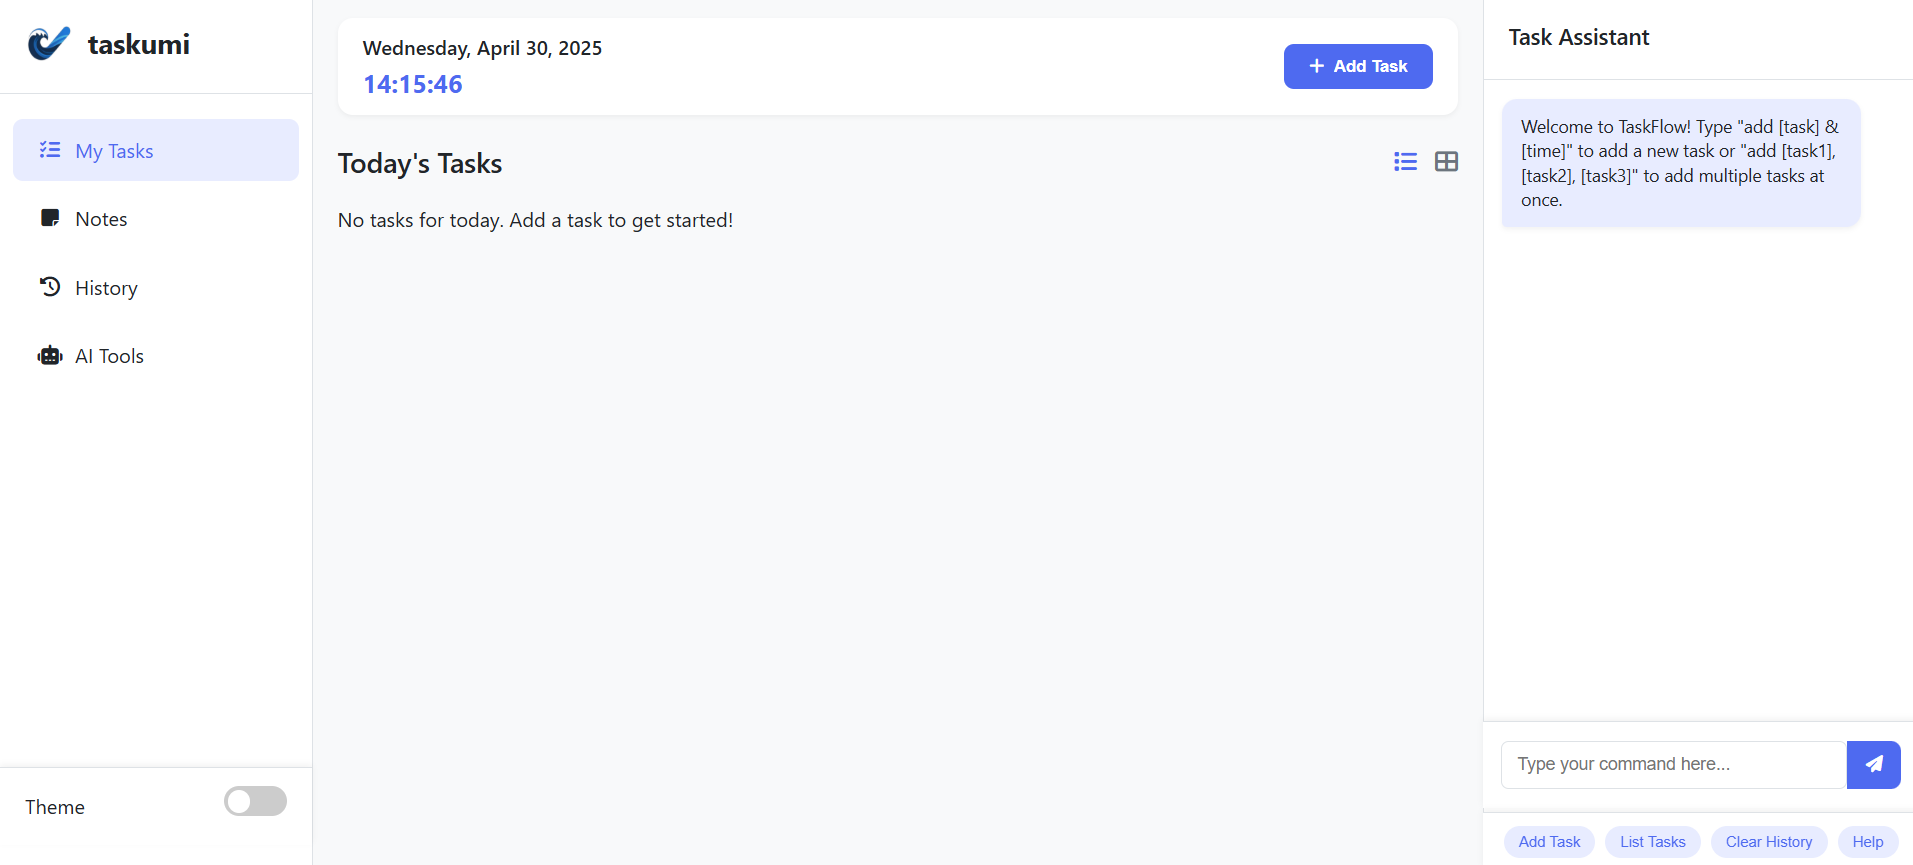 taskumi
My Tasks
Notes
History
AI Tools
Theme
Wednesday, April 30, 2025
14:15:46
Add Task
Today's Tasks
No tasks for today. Add a task to get started!
Task Assistant
Welcome to TaskFlow! Type "add [task] &
[time]" to add a new task or "add [task1],
[task2], [task3]" to add multiple tasks at
once.
Type your command here...
Add Task
List Tasks
Clear History
Help